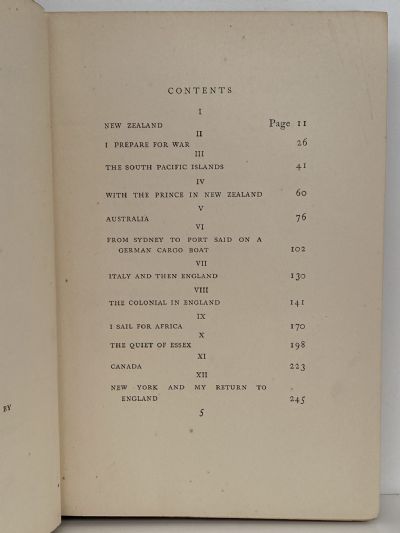 CONTENTS
I
NEW ZEALAND Page 11
II
I PREPARE FOR WAR 26
III
THE SOUTH PACIFIC ISLANDS 41
IV
WITH THE PRINCE IN NEW ZEALAND 60
V
AUSTRALIA 76
VI
FROM SYDNEY TO PORT SAID ON A
GERMAN CARGO BOAT 102
VII
ITALY AND THEN ENGLAND 130
VIII
THE COLONIAL IN ENGLAND 141
IX
I SAIL FOR AFRICA 170
X
THE QUIET OF ESSEX 198
XI
CANADA 223
XII
NEW YORK AND MY RETURN TO
ENGLAND 245
5
BY